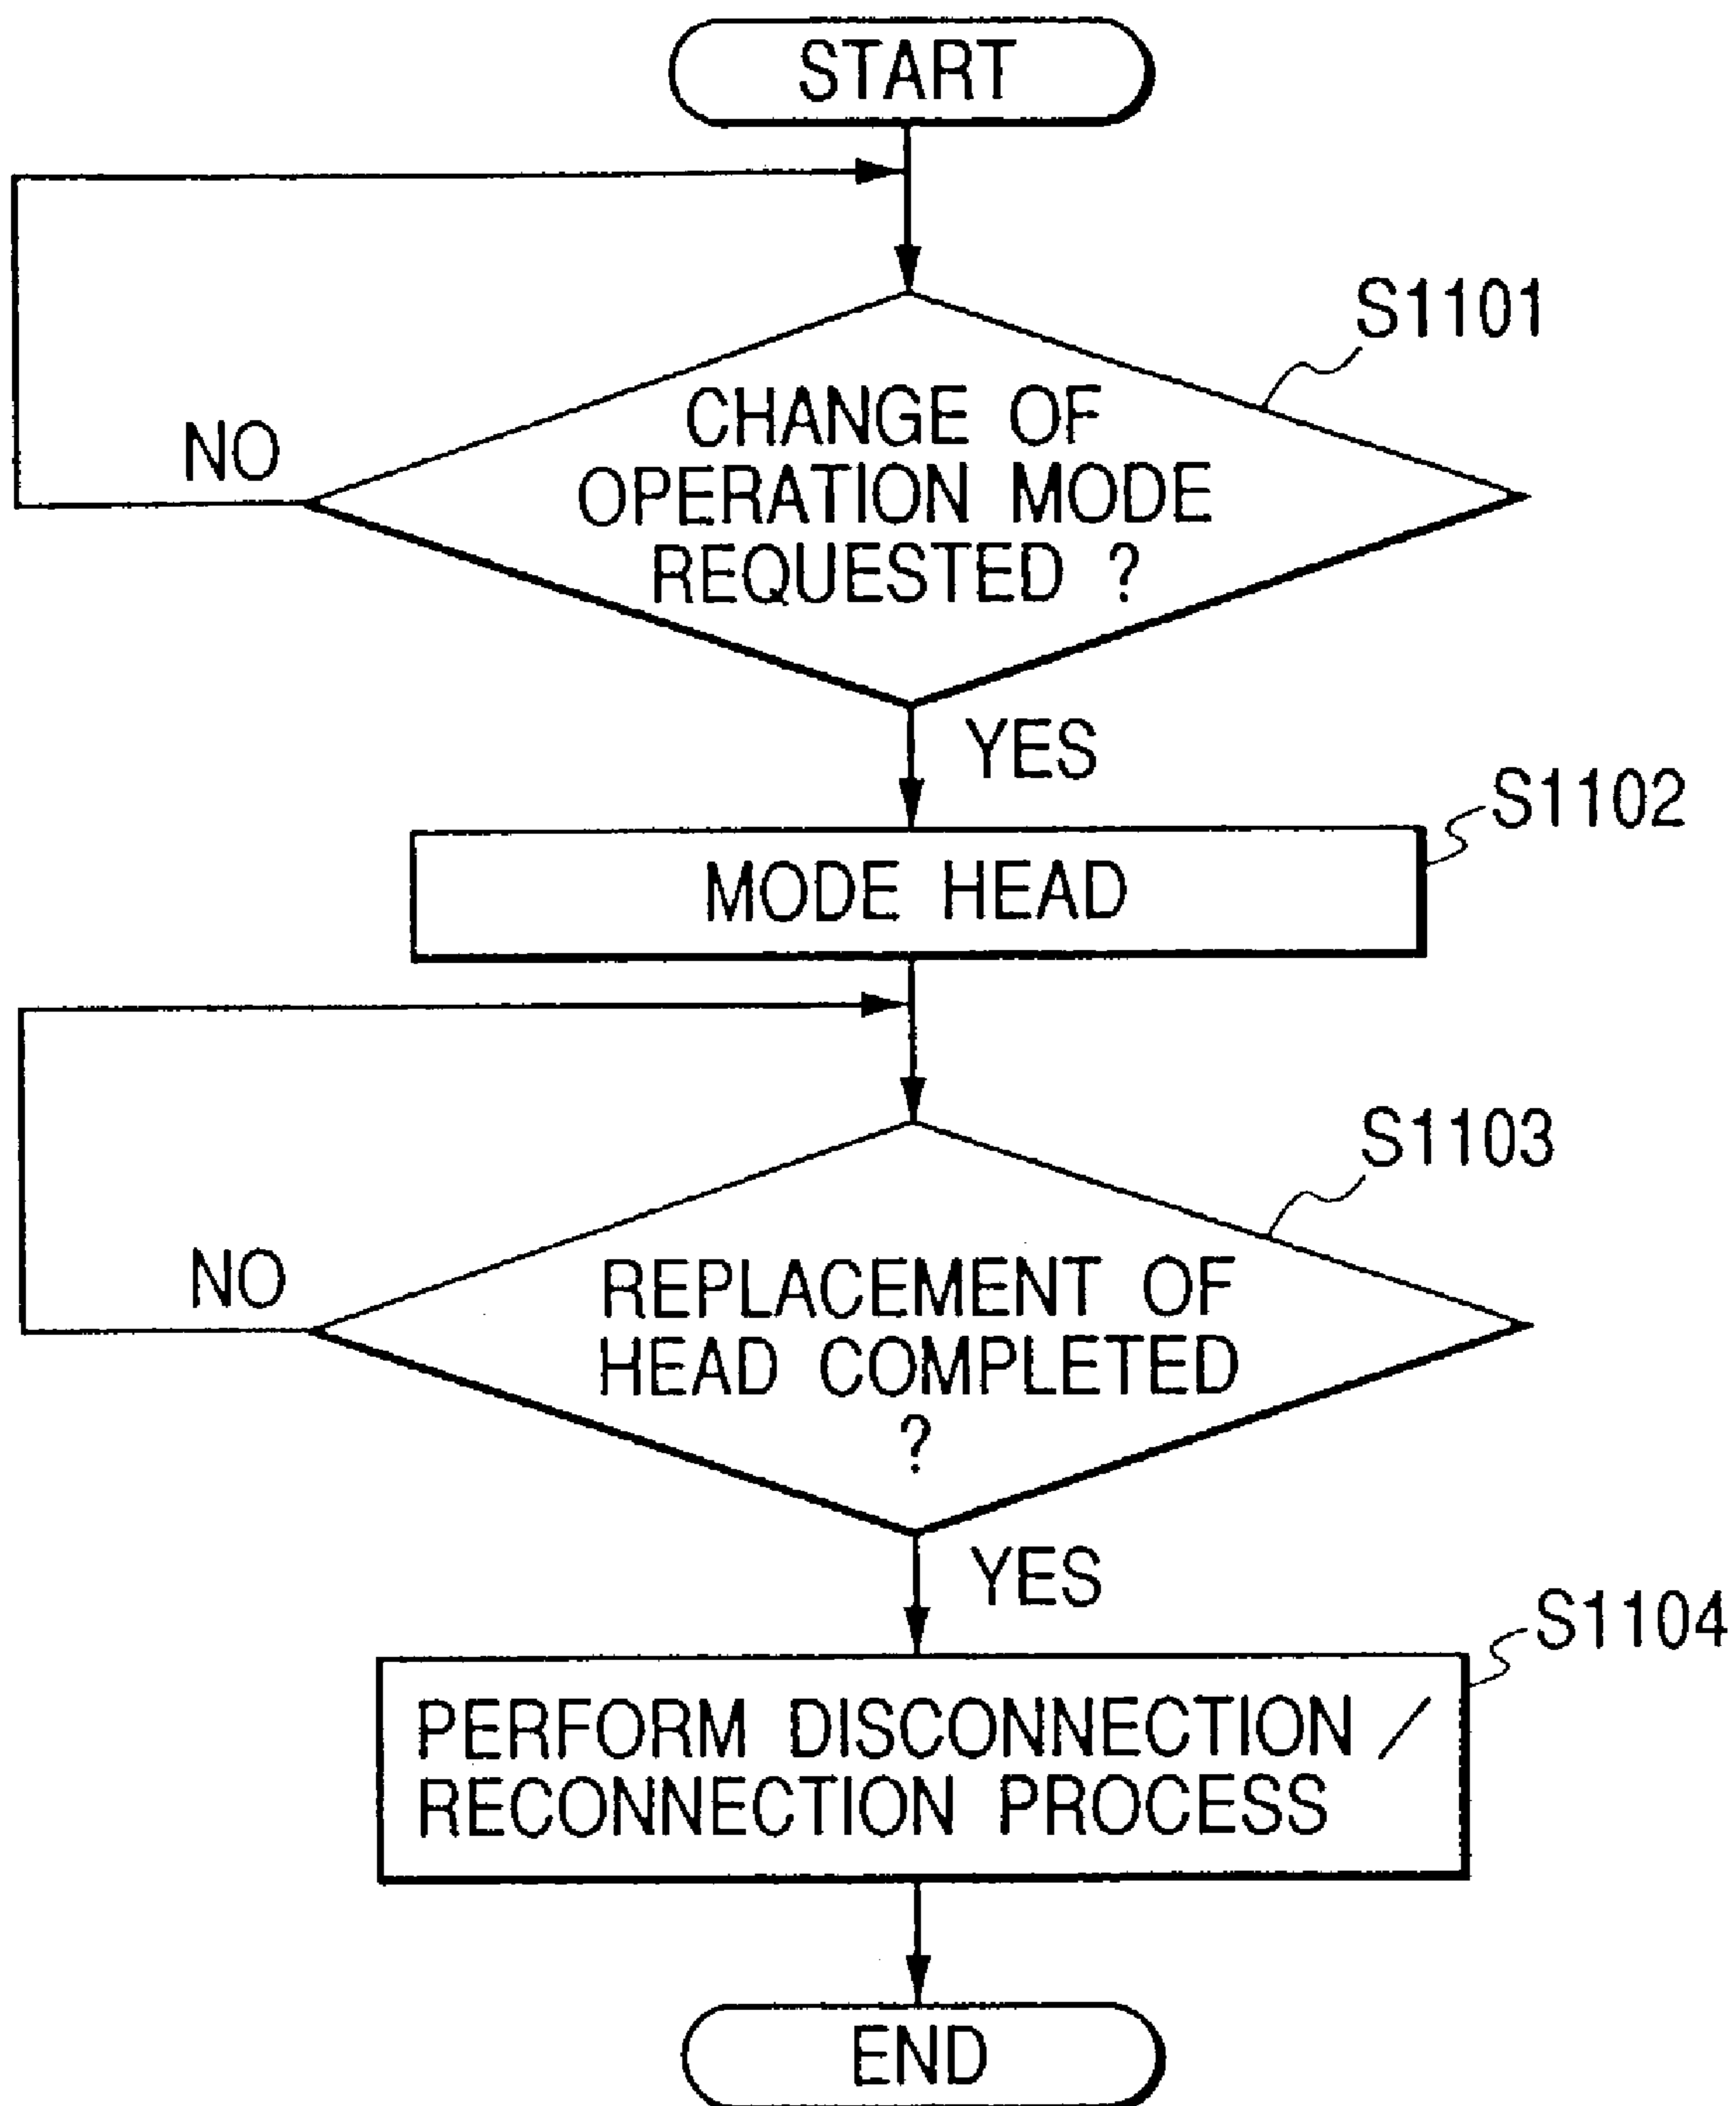 START
S1101
CHANGE OF
OPERATION MODE
REQUESTED ?
NO
YES
S1102
MODE HEAD
S1103
REPLACEMENT OF
HEAD COMPLETED
?
NO
YES
S1104
PERFORM DISCONNECTION /
RECONNECTION PROCESS
END